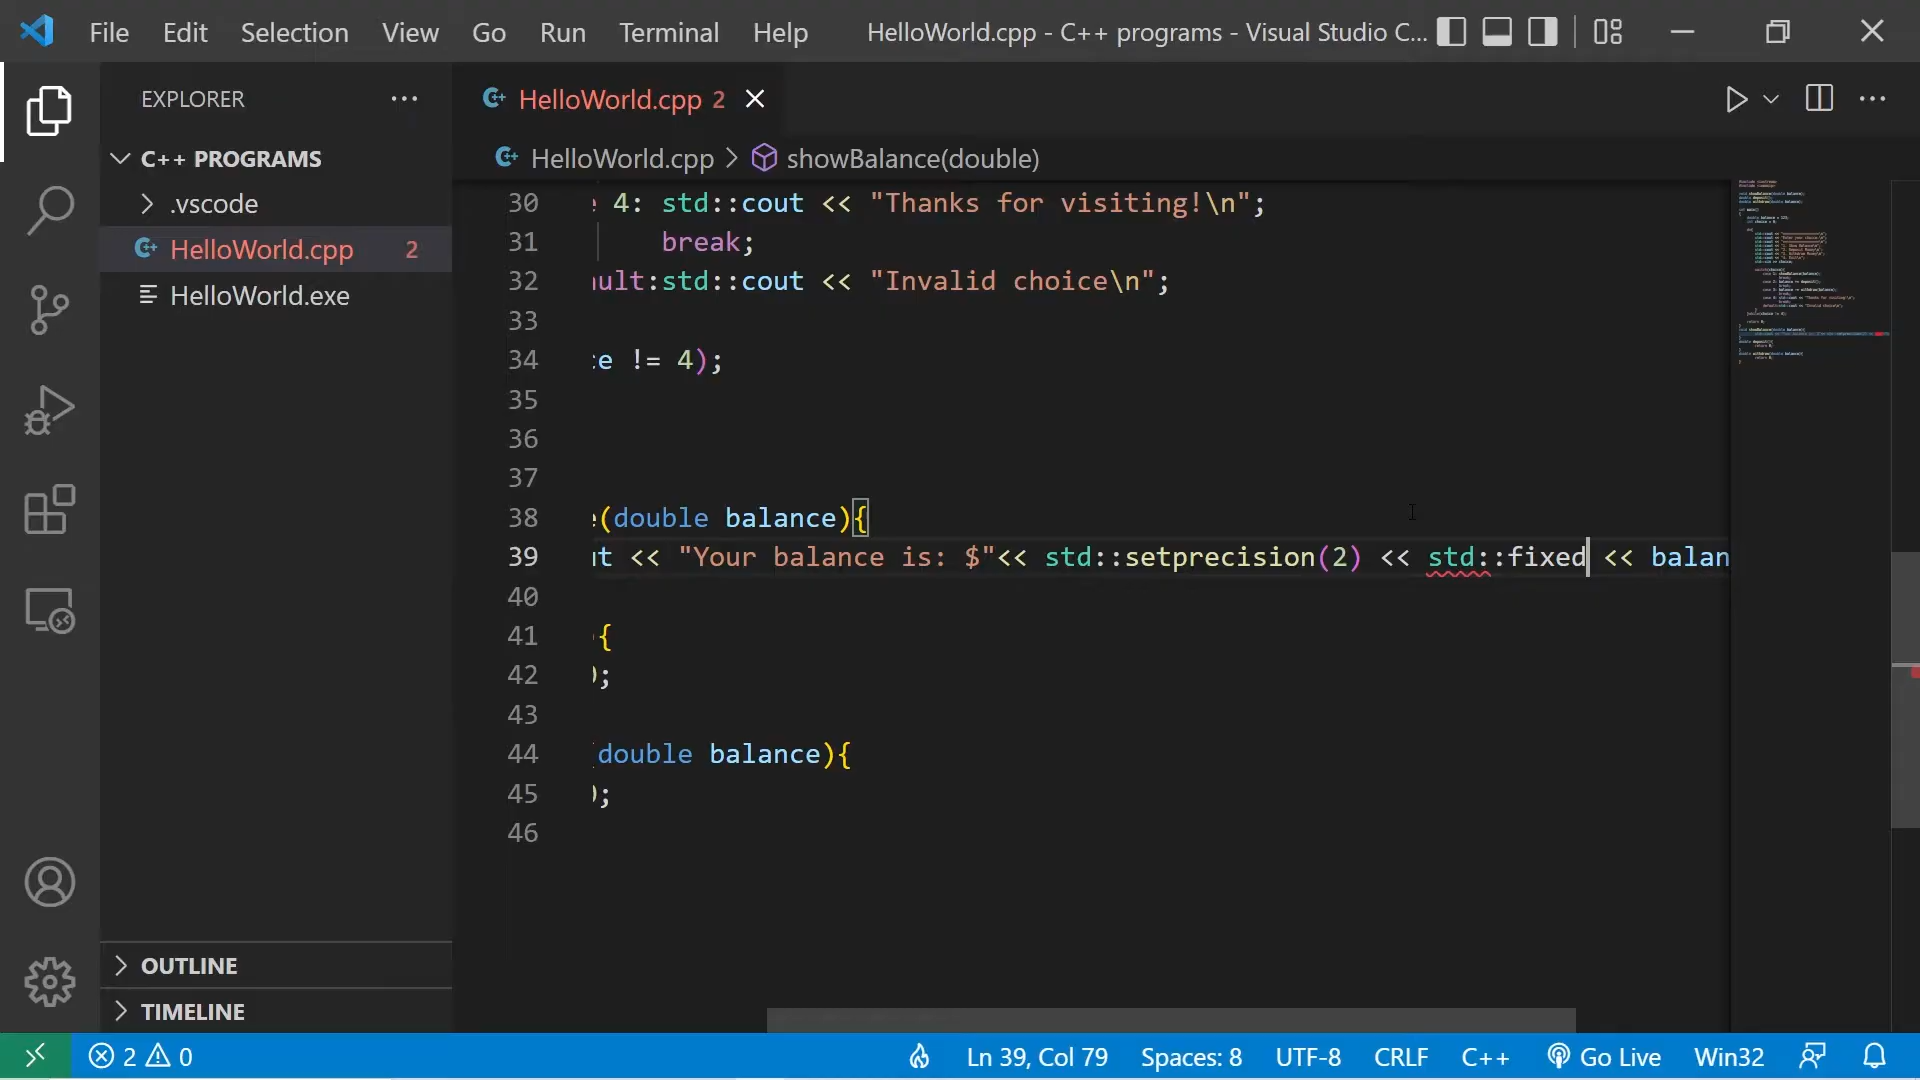 File Edit Selection View Go Run Terminal Help HelloWorld.cpp - C++ programs - Visual Studio C...
EXPLORER
C++ PROGRAMS
.vscode
HelloWorld.cpp 2
HelloWorld.exe
OUTLINE
TIMELINE
HelloWorld.cpp 2
HelloWorld.cpp > showBalance(double)
30 4: std::cout << "Thanks for visiting!\n";
31 break;
32 ult:std::cout << "Invalid choice\n";
33
34 e != 4);
35
36
37
38 (double balance){
39 t << "Your balance is: $"<< std::setprecision(2) << std::fixed << balan
40
41 {
42 ;
43
44 (double balance){
45 ;
46
2 0 Ln 39, Col 79 Spaces: 8 UTF-8 CRLF C++ Go Live Win32